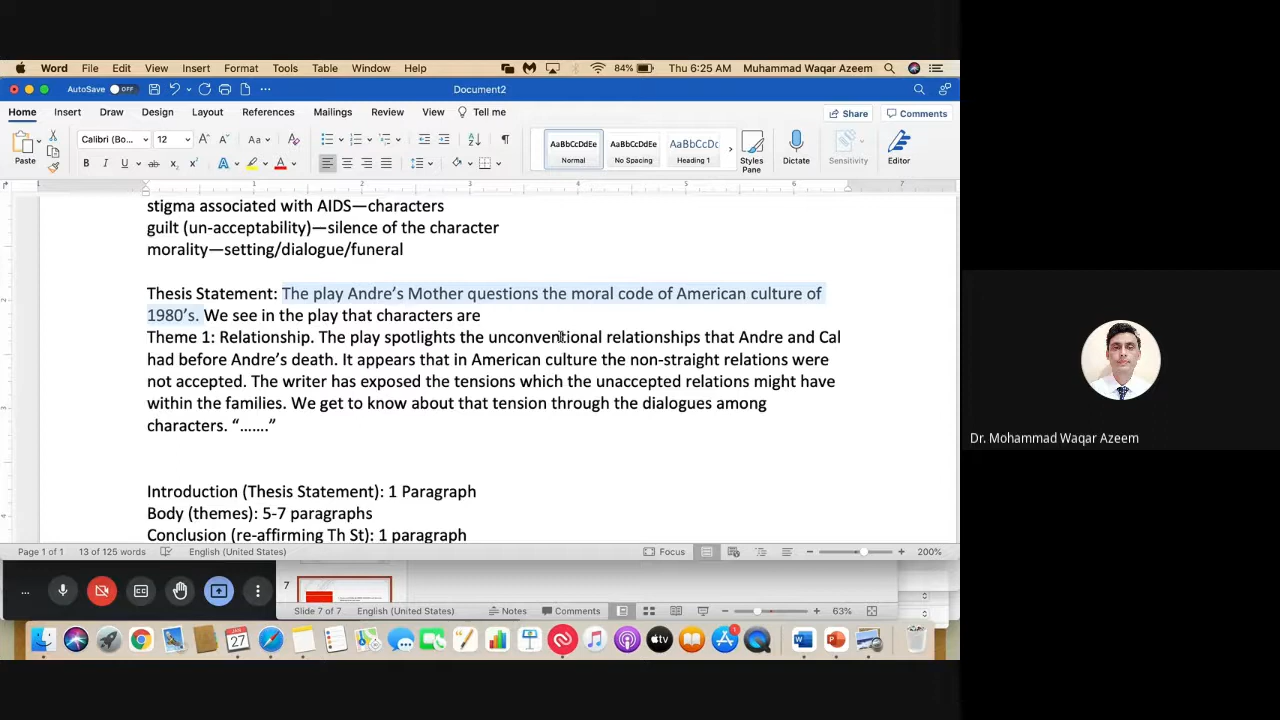 Word File Edit View Insert Format Tools Table Window Help 84% Thu 6:25 AM Muhammad Waqar Azeem
AutoSave OFF Document2
Home Insert Draw Design Layout References Mailings Review View Tell me Share Comments
Paste Calibri (Bo... 12 AaBbCcDdEe Normal AaBbCcDdEe No Spacing AaBbCcDc Heading 1 Styles Pane Dictate Sensitivity Editor
stigma associated with AIDS—characters
guilt (un-acceptability)—silence of the character
morality—setting/dialogue/funeral
Thesis Statement: The play Andre’s Mother questions the moral code of American culture of
1980’s. We see in the play that characters are
Theme 1: Relationship. The play spotlights the unconventional relationships that Andre and Cal
had before Andre’s death. It appears that in American culture the non-straight relations were
not accepted. The writer has exposed the tensions which the unaccepted relations might have
within the families. We get to know about that tension through the dialogues among
characters. “…….”
Introduction (Thesis Statement): 1 Paragraph
Body (themes): 5-7 paragraphs
Conclusion (re-affirming Th St): 1 paragraph
Page 1 of 1 13 of 125 words English (United States) Focus 200%
7
Slide 7 of 7 English (United States) Notes Comments 63%
Dr. Mohammad Waqar Azeem